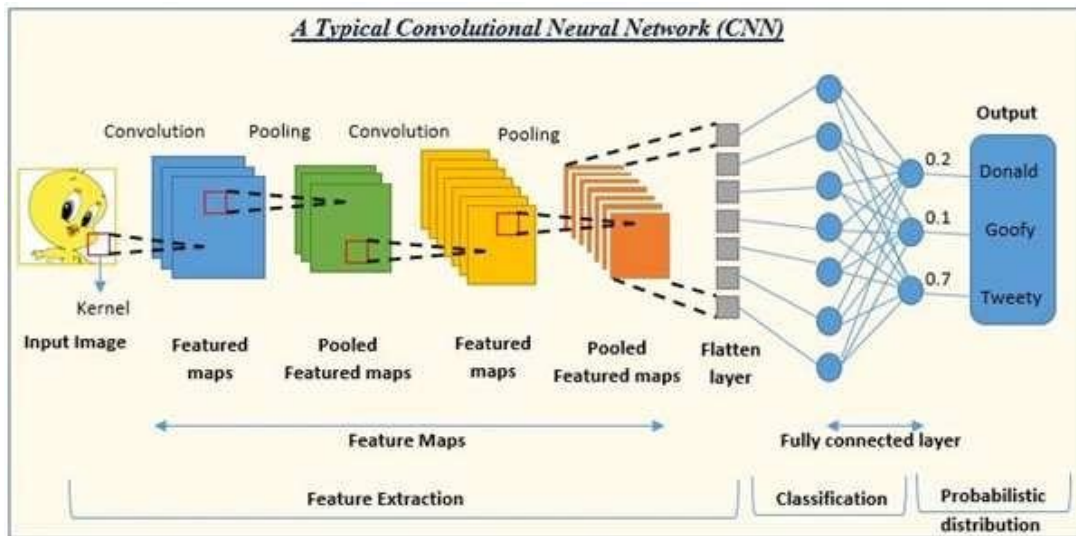 A Typical Convolutional Neural Network (CNN)
Convolution
Pooling
Convolution
Pooling
Output
0.2
Donald
0.1
Goofy
0.7
Tweety
Kernel
Input Image
Featured
maps
Pooled
Featured maps
Featured
maps
Pooled
Featured maps
Flatten
layer
Feature Maps
Fully connected layer
Feature Extraction
Classification
Probabilistic
distribution